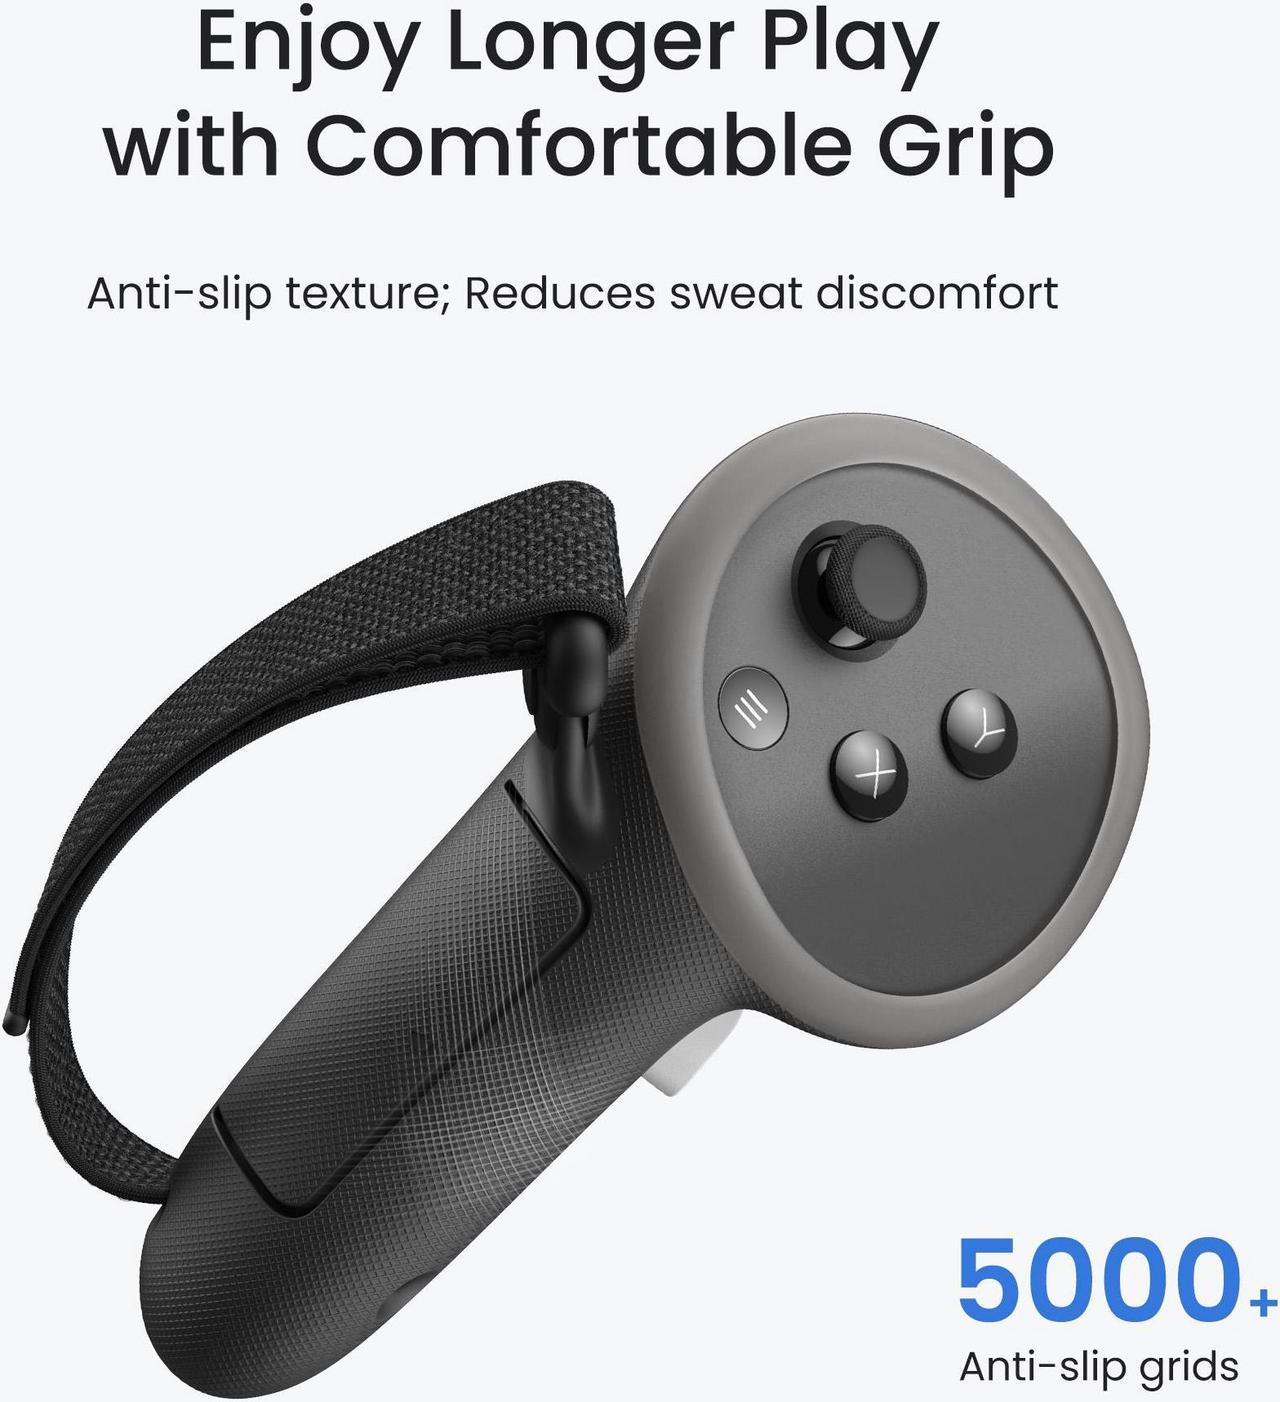 Enjoy Longer Play
with Comfortable Grip
Anti-slip texture; Reduces sweat discomfort
X
Y
5000+
Anti-slip grids